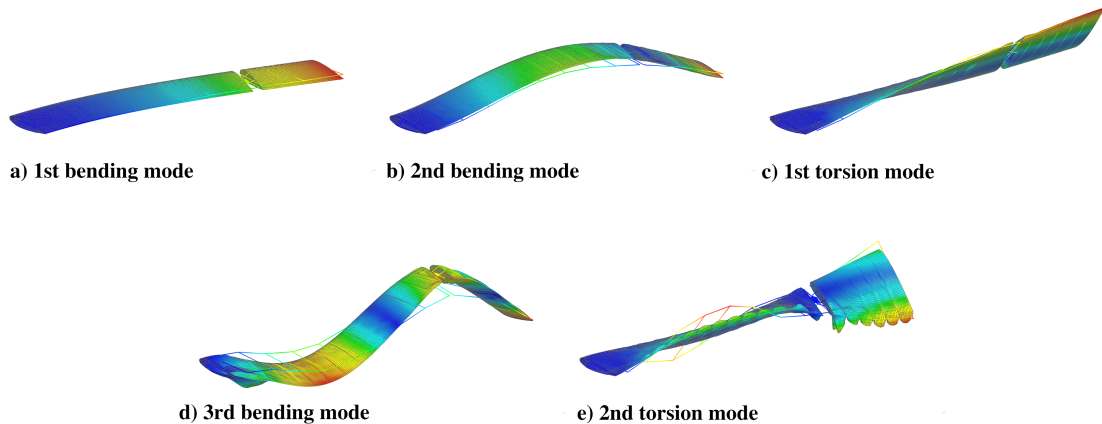 a) 1st bending mode
b) 2nd bending mode
c) 1st torsion mode
d) 3rd bending mode
e) 2nd torsion mode